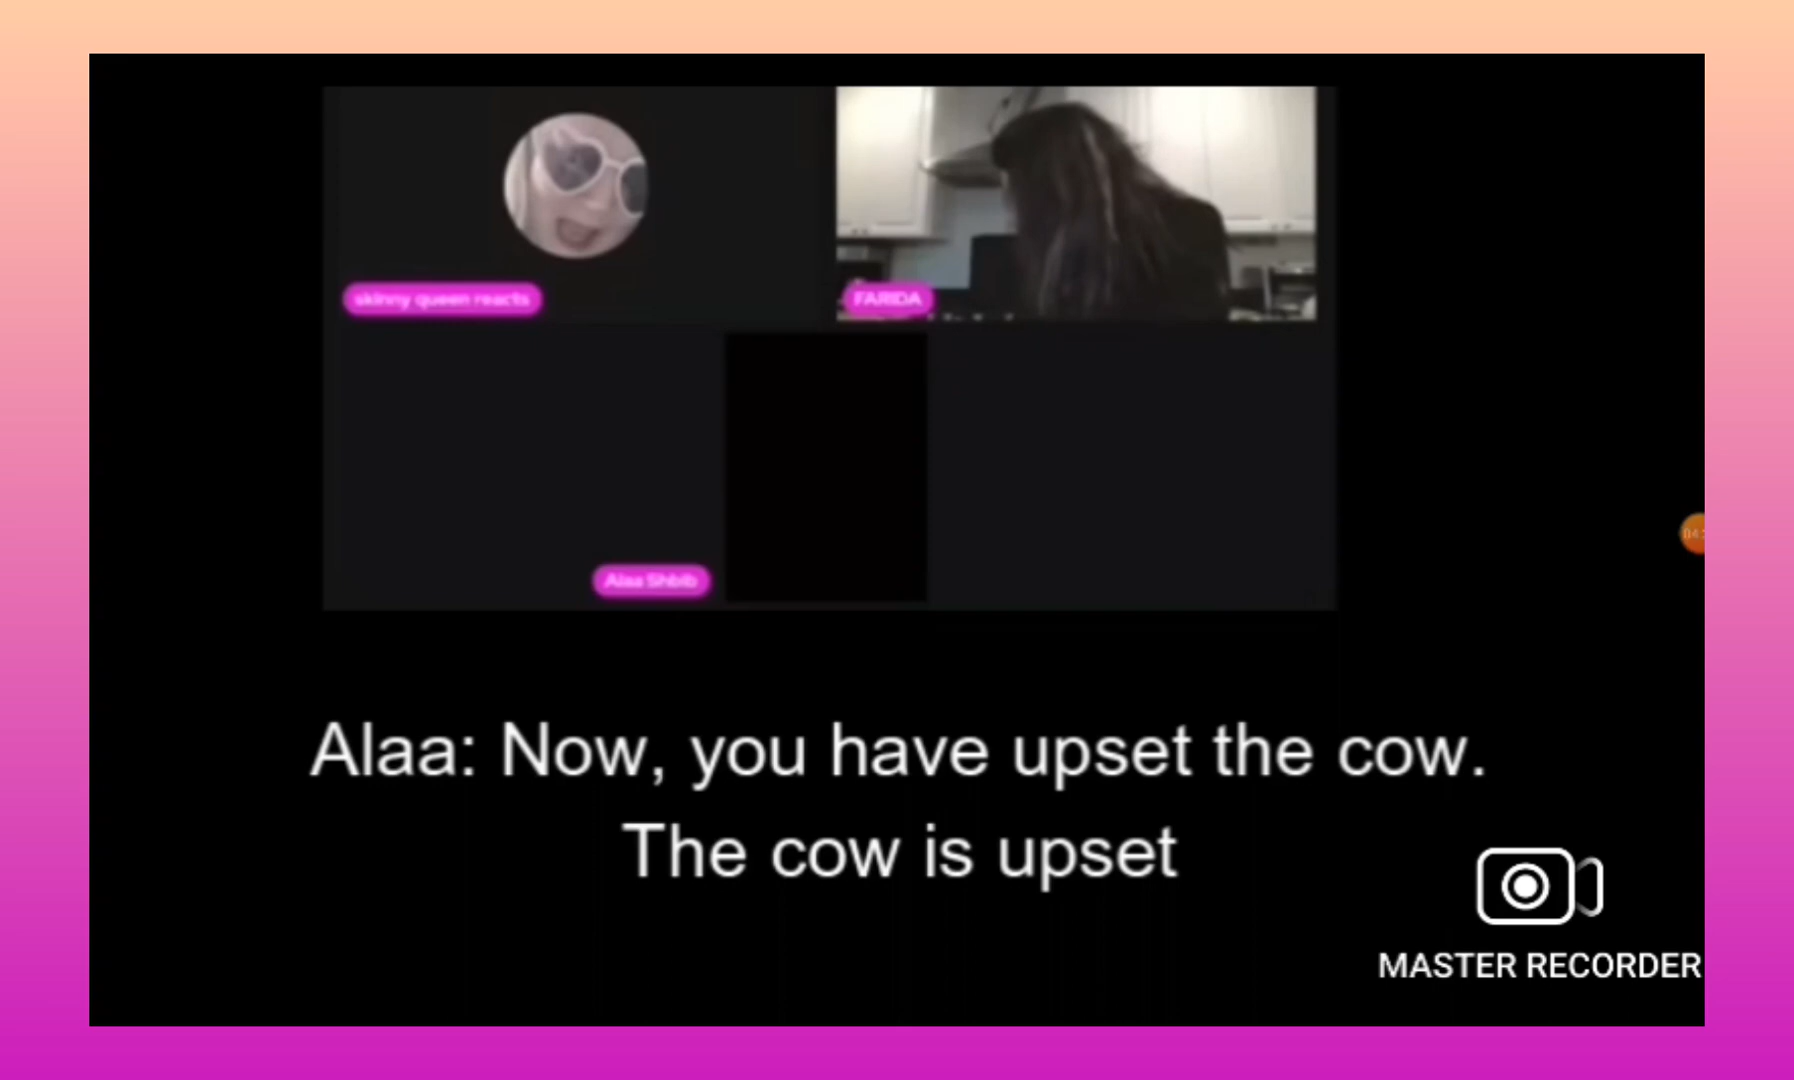 skinny queen reacts
FARIDA
Alaa Shbib
Alaa: Now, you have upset the cow.
The cow is upset
MASTER RECORDER